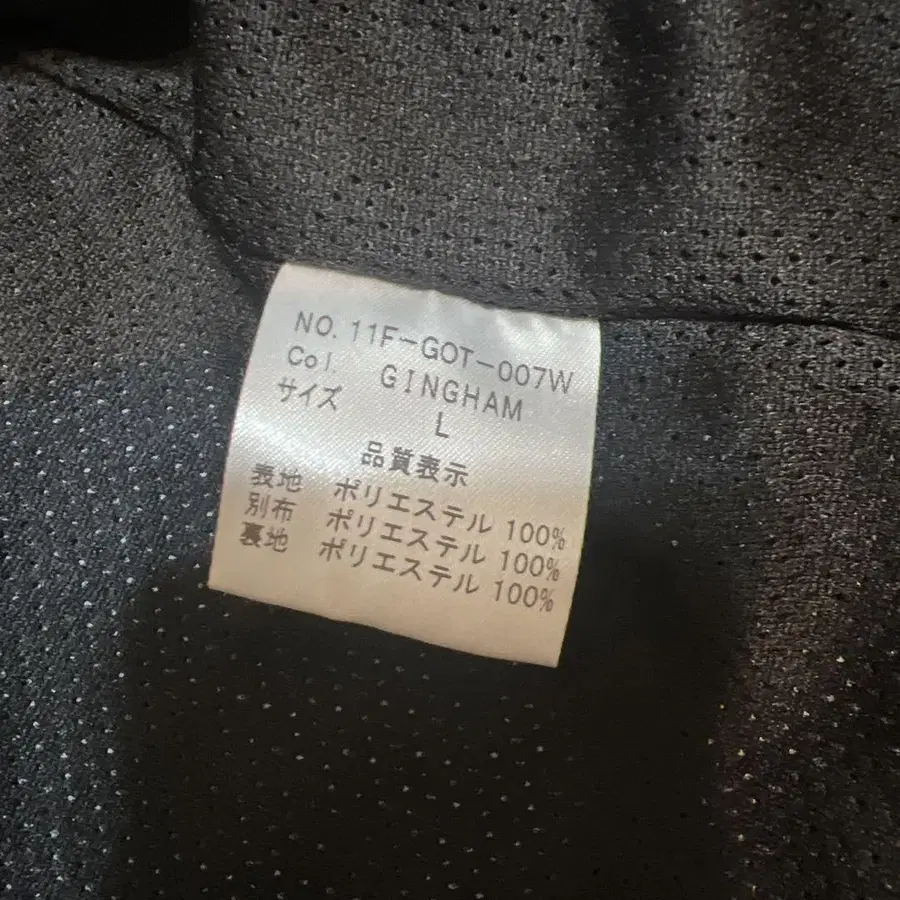 NO. 11F-GOT-007W
Col. GINGHAM
サイズ L
品質表示
表地 ポリエステル 100%
別布 ポリエステル 100%
裏地 ポリエステル 100%